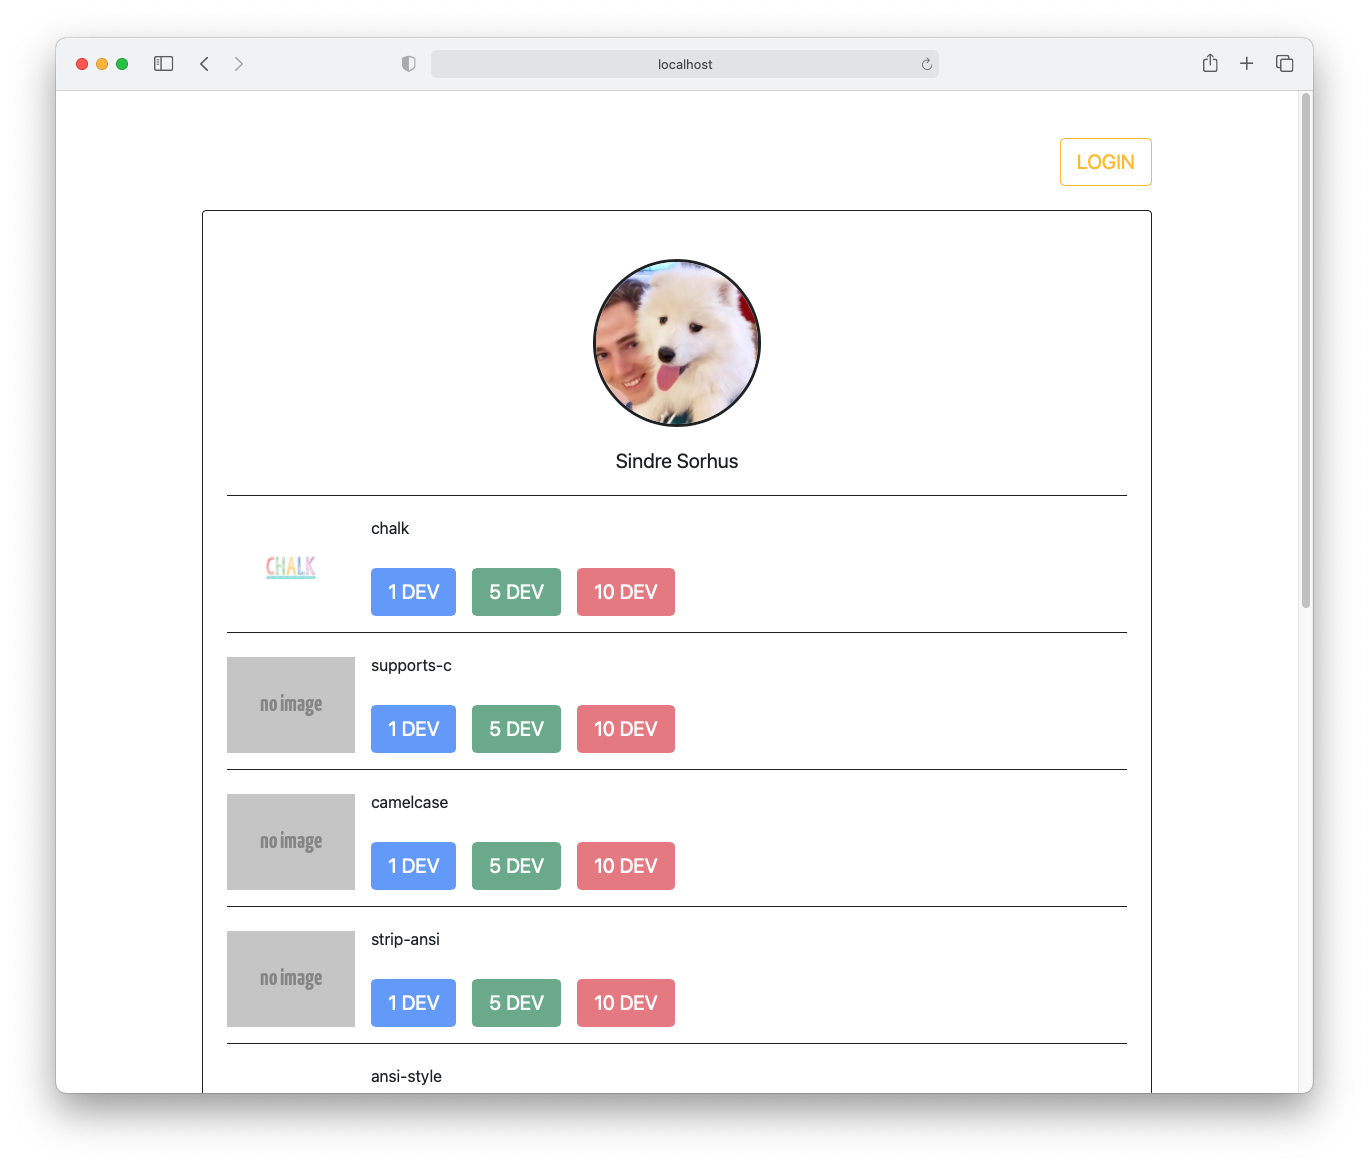 localhost
LOGIN
Sindre Sorhus
chalk
CHALK
1 DEV 5 DEV 10 DEV
supports-c
no image
1 DEV 5 DEV 10 DEV
camelcase
no image
1 DEV 5 DEV 10 DEV
strip-ansi
no image
1 DEV 5 DEV 10 DEV
ansi-style